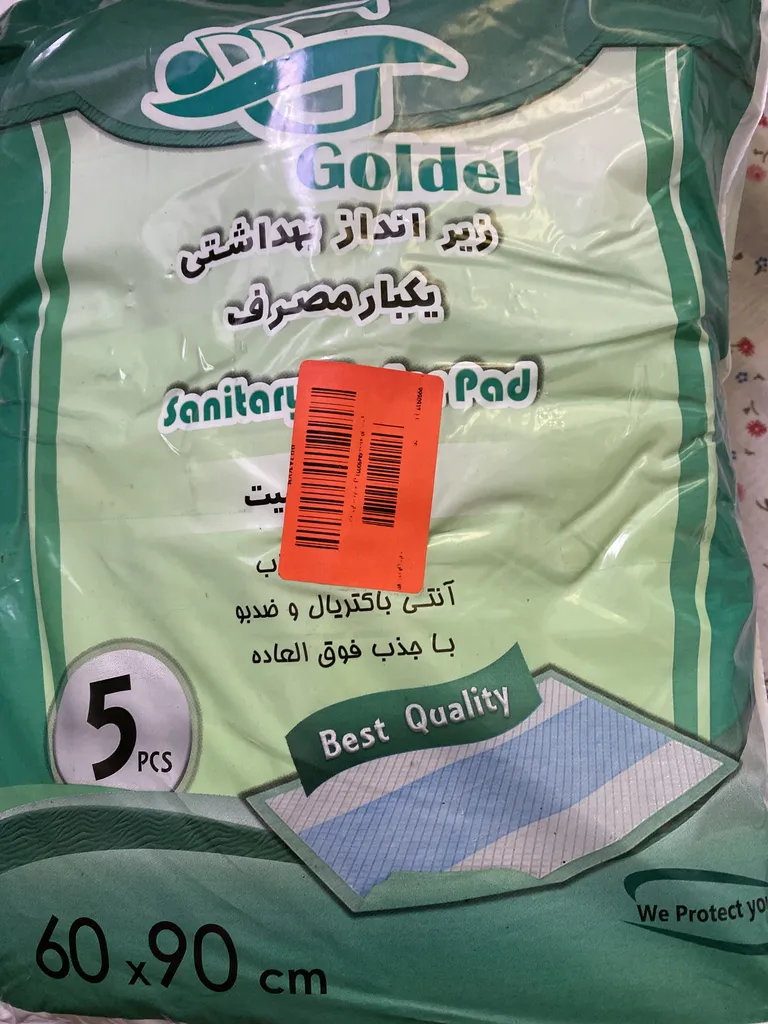 Goldel
زیر انداز بهداشتی
یکبار مصرف
Sanitary Pad
آنتی باکتریال و ضدبو
با جذب فوق العاده
Best Quality
5 PCS
We Protect
60 x 90 cm